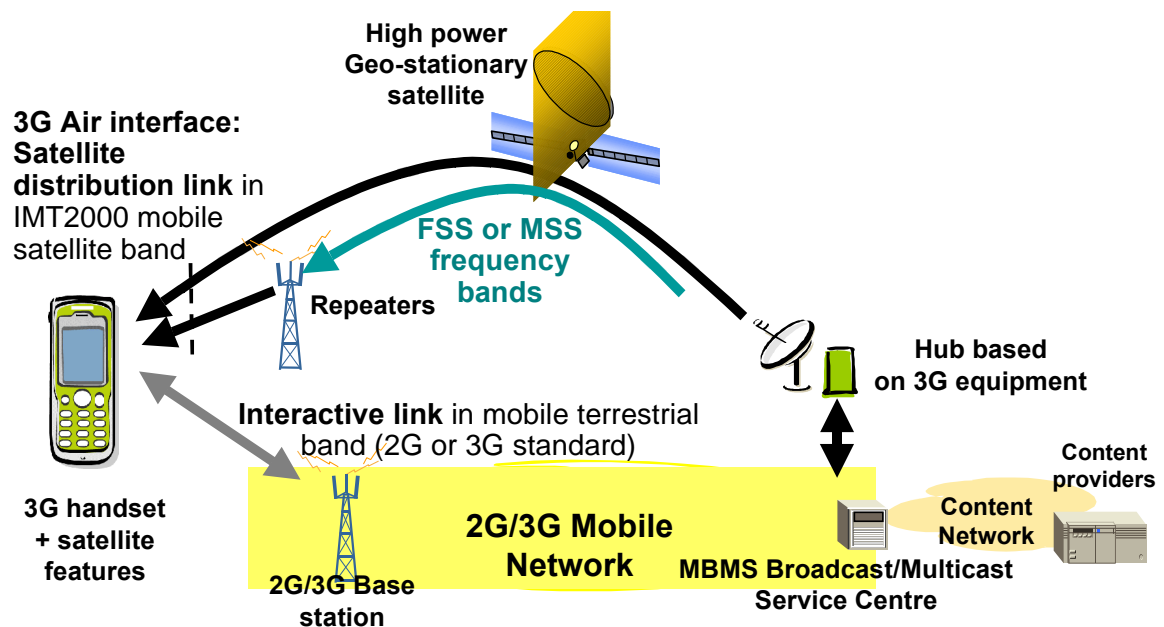 High power
Geo-stationary
satellite
3G Air interface:
Satellite
distribution link in
IMT2000 mobile
satellite band
FSS or MSS
frequency
bands
Repeaters
Hub based
on 3G equipment
Interactive link in mobile terrestrial
band (2G or 3G standard)
Content
providers
3G handset
+ satellite
features
2G/3G Mobile
Network
Content
Network
2G/3G Base
station
MBMS Broadcast/Multicast
Service Centre